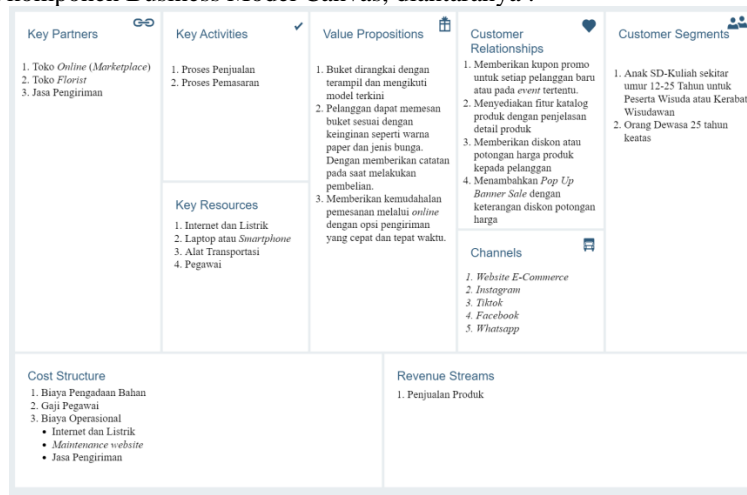 komponen Business Model Canvas, diantaranya :
Key Partners
1. Toko Online (Marketplace)
2. Toko Florist
3. Jasa Pengiriman
Key Activities
1. Proses Penjualan
2. Proses Pemasaran
Key Resources
1. Internet dan Listrik
2. Laptop atau Smartphone
3. Alat Transportasi
4. Pegawai
Value Propositions
1. Buket dirangkai dengan
terampil dan mengikuti
model terkini
2. Pelanggan dapat memesan
buket sesuai dengan
keinginan seperti warna
paper dan jenis bunga.
Dengan memberikan catatan
pada saat melakukan
pembelian.
3. Memberikan kemudahalan
pemesanan melalui online
dengan opsi pengiriman
yang cepat dan tepat waktu.
Customer
Relationships
1. Memberikan kupon promo
untuk setiap pelanggan baru
atau pada event tertentu.
2. Menyediakan fitur katalog
produk dengan penjelasan
detail produk
3. Memberikan diskon atau
potongan harga produk
kepada pelanggan
4. Menambahkan Pop Up
Banner Sale dengan
keterangan diskon potongan
harga
Channels
1. Website E-Commerce
2. Instagram
3. Tiktok
4. Facebook
5. Whatsapp
Customer Segments
1. Anak SD-Kuliah sekitar
umur 12-25 Tahun untuk
Peserta Wisuda atau Kerabat
Wisudawan
2. Orang Dewasa 25 tahun
keatas
Cost Structure
1. Biaya Pengadaan Bahan
2. Gaji Pegawai
3. Biaya Operasional
• Internet dan Listrik
• Maintenance website
• Jasa Pengiriman
Revenue Streams
1. Penjualan Produk